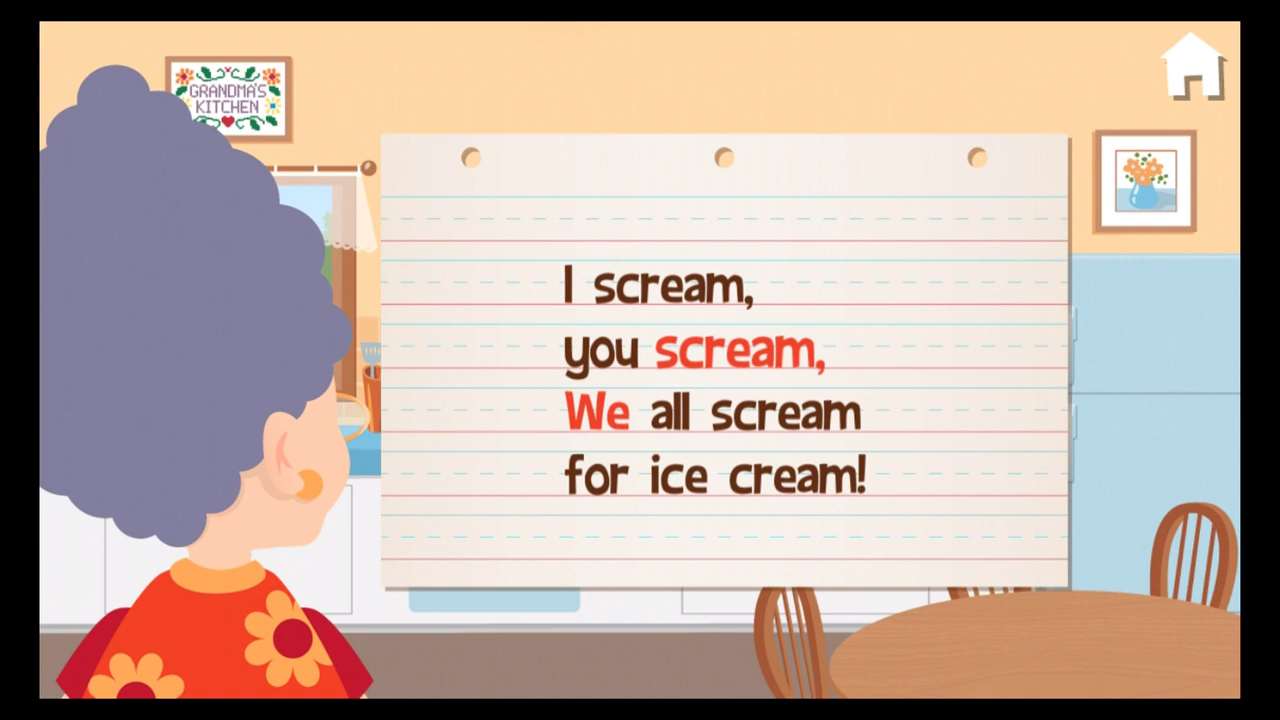 GRANDMA'S
KITCHEN
I scream,
you scream,
We all scream
for ice cream!